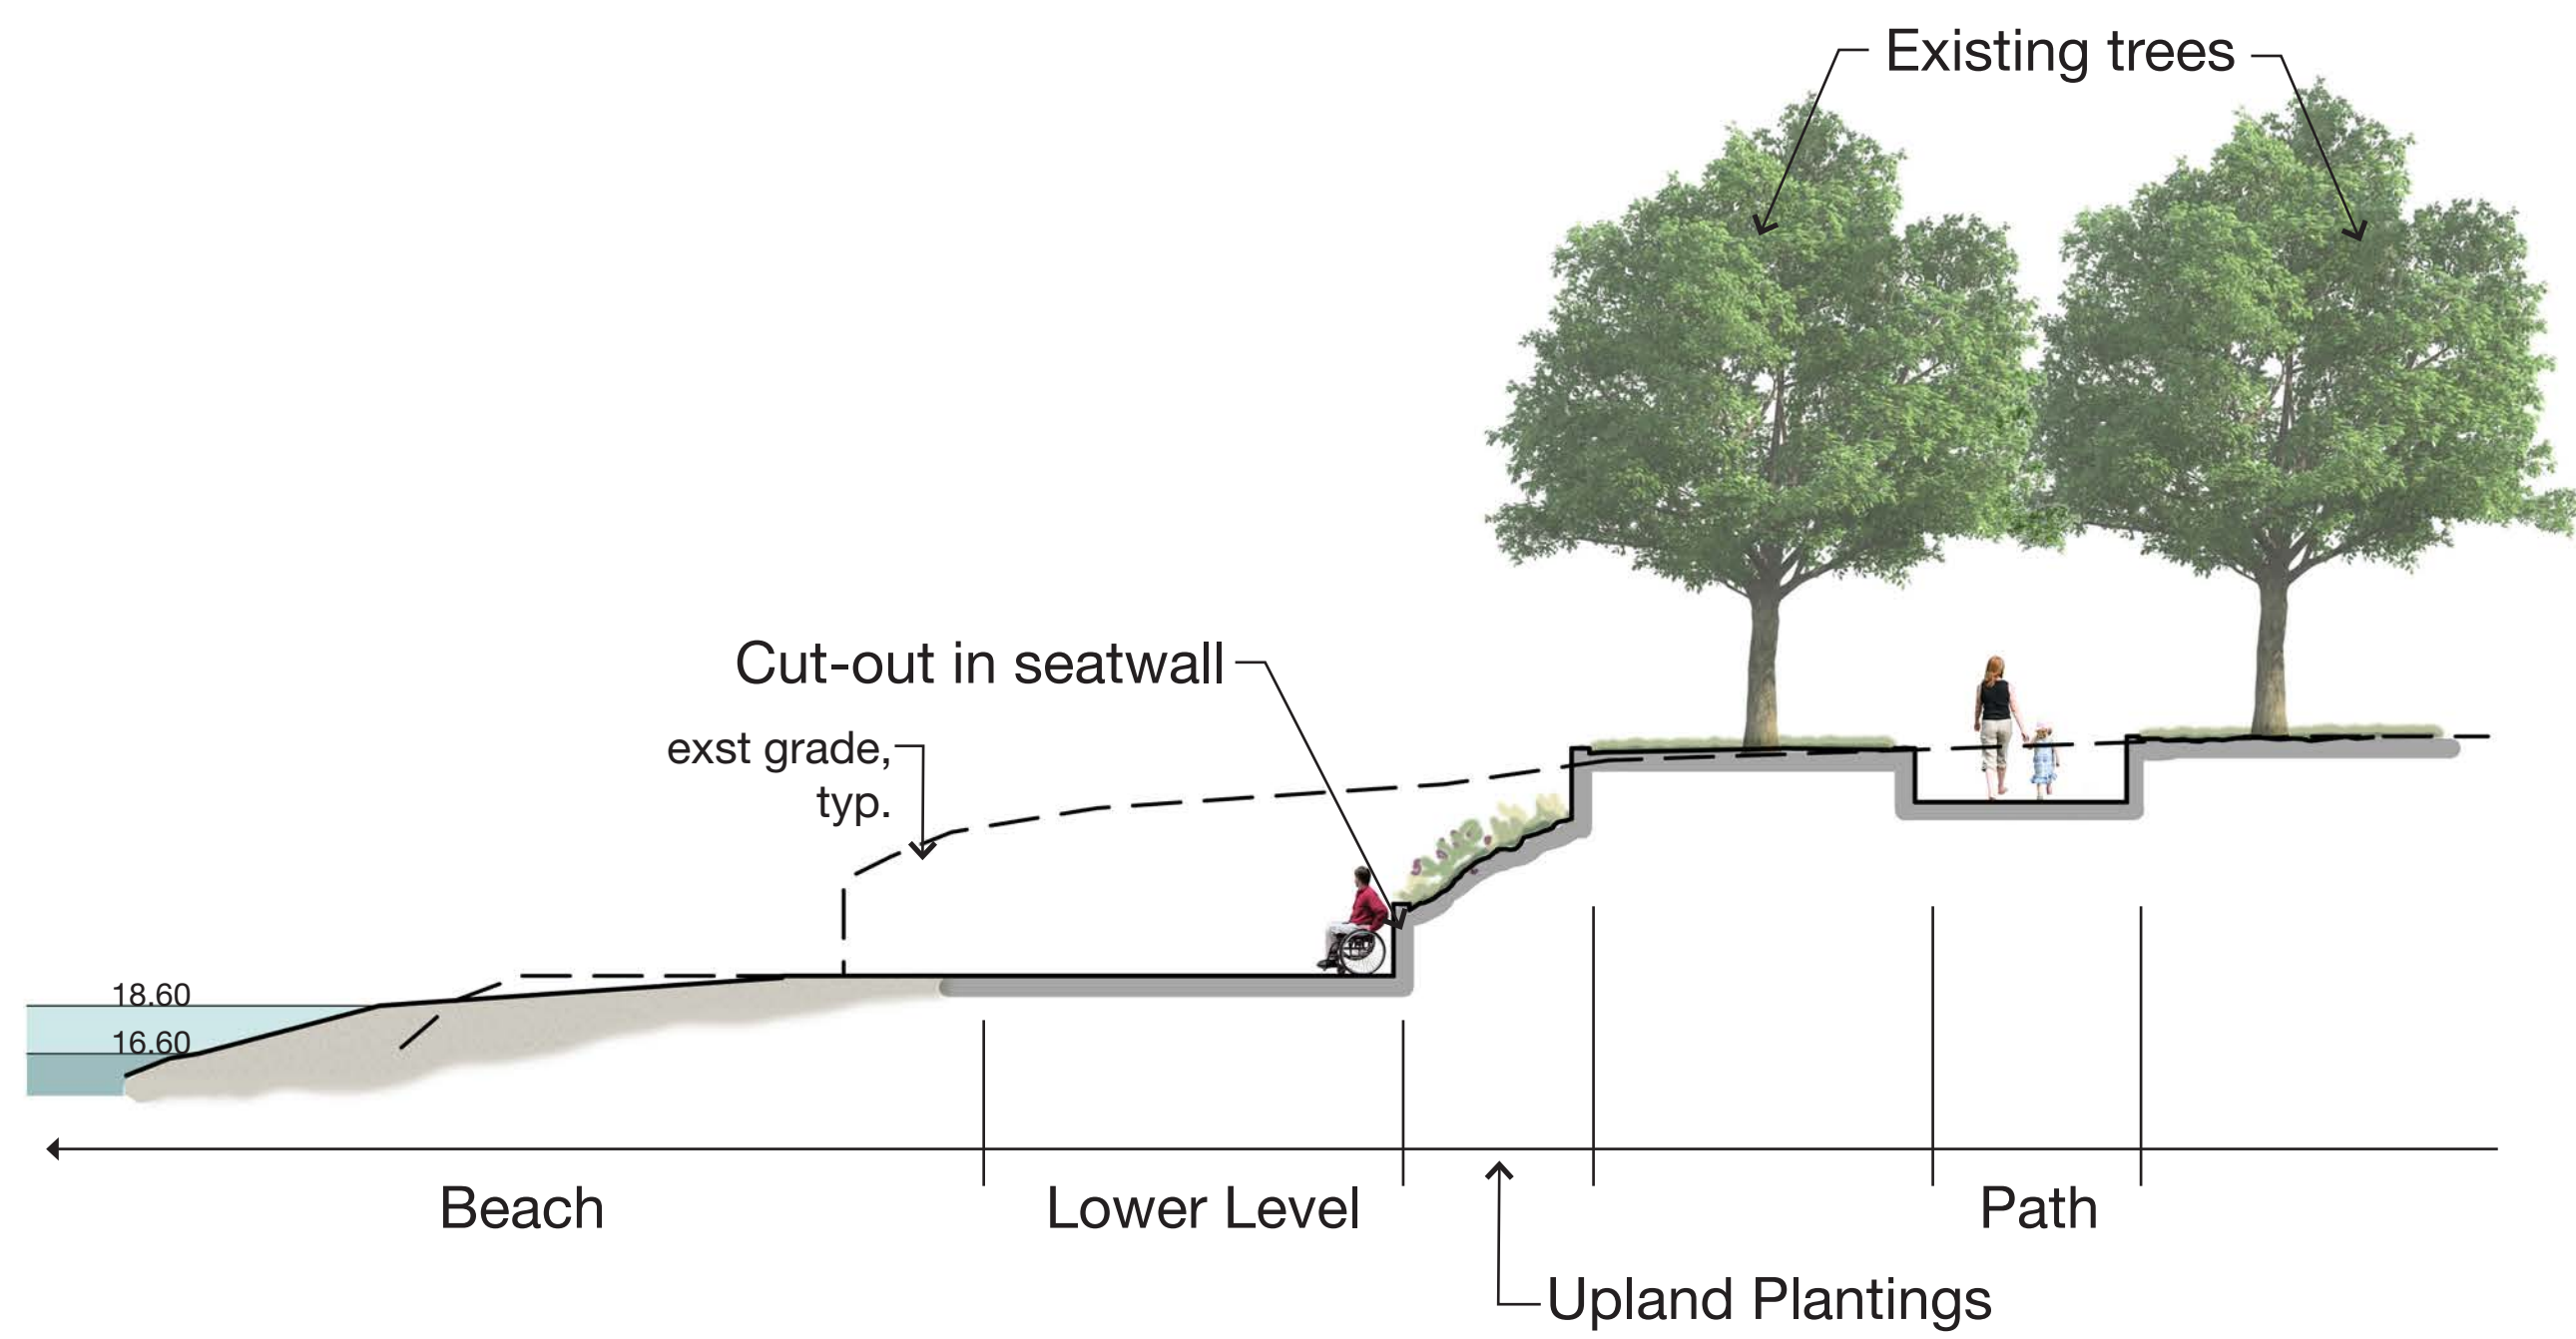 Existing trees
Cut-out in seatwall
exst grade,
typ.
18.60
16.60
Beach
Lower Level
Path
Upland Plantings